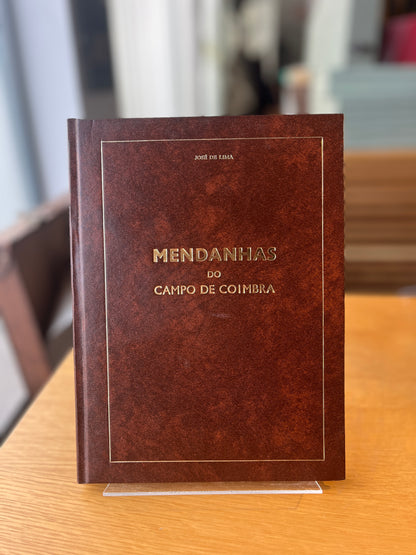 JOSÉ DE LIMA
MENDANHAS
DO
CAMPO DE COIMBRA